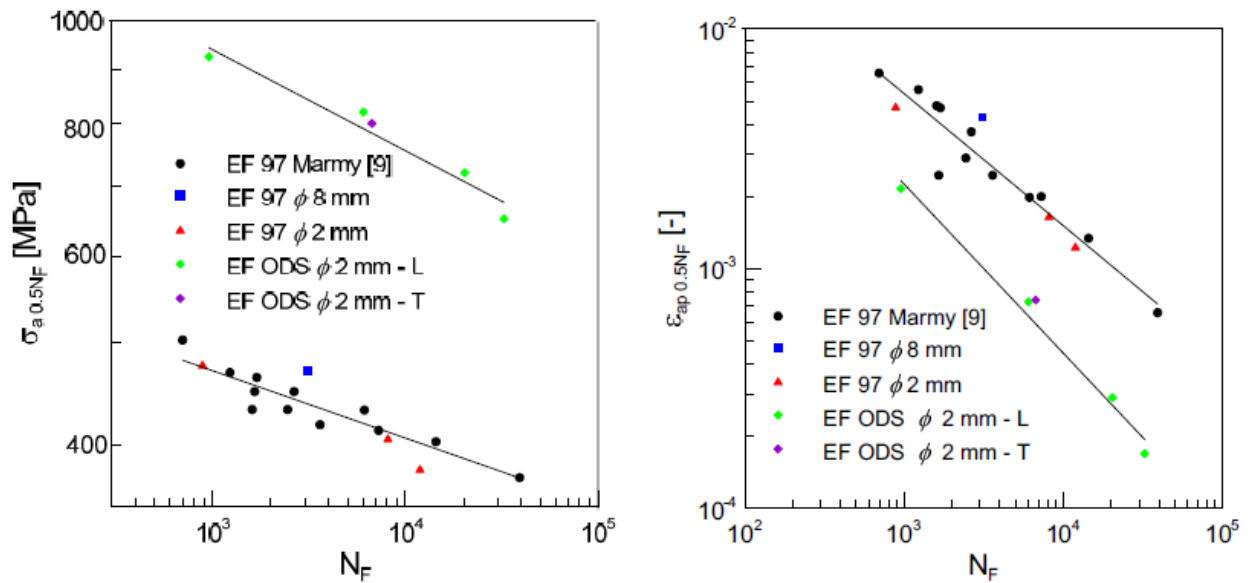 1000
800
600
400
σa 0.5NF [MPa]
EF 97 Marmy [9]
EF 97 ϕ 8 mm
EF 97 ϕ 2 mm
EF ODS ϕ 2 mm - L
EF ODS ϕ 2 mm - T
10³ 10⁴ 10⁵
NF
10⁻²
10⁻³
10⁻⁴
εap 0.5NF [-]
EF 97 Marmy [9]
EF 97 ϕ 8 mm
EF 97 ϕ 2 mm
EF ODS ϕ 2 mm - L
EF ODS ϕ 2 mm - T
10² 10³ 10⁴ 10⁵
NF